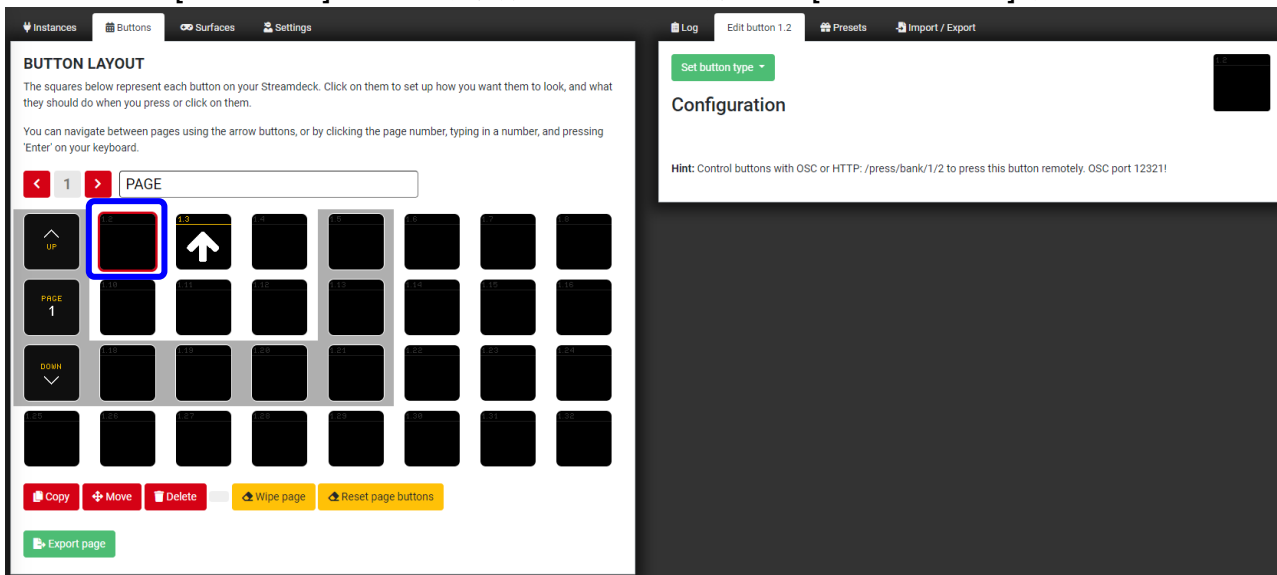 Instances Buttons Surfaces Settings
BUTTON LAYOUT
The squares below represent each button on your Streamdeck. Click on them to set up how you want them to look, and what
they should do when you press or click on them.
You can navigate between pages using the arrow buttons, or by clicking the page number, typing in a number, and pressing
'Enter' on your keyboard.
1 PAGE
UP 1.2 1.3 1.4 1.5 1.6 1.7 1.8
PAGE 1 1.10 1.11 1.12 1.13 1.14 1.15 1.16
DOWN 1.18 1.19 1.20 1.21 1.22 1.23 1.24
1.25 1.26 1.27 1.28 1.29 1.30 1.31 1.32
Copy Move Delete Wipe page Reset page buttons
Export page
Log Edit button 1.2 Presets Import / Export
Set button type 1.2
Configuration
Hint: Control buttons with OSC or HTTP: /press/bank/1/2 to press this button remotely. OSC port 12321!